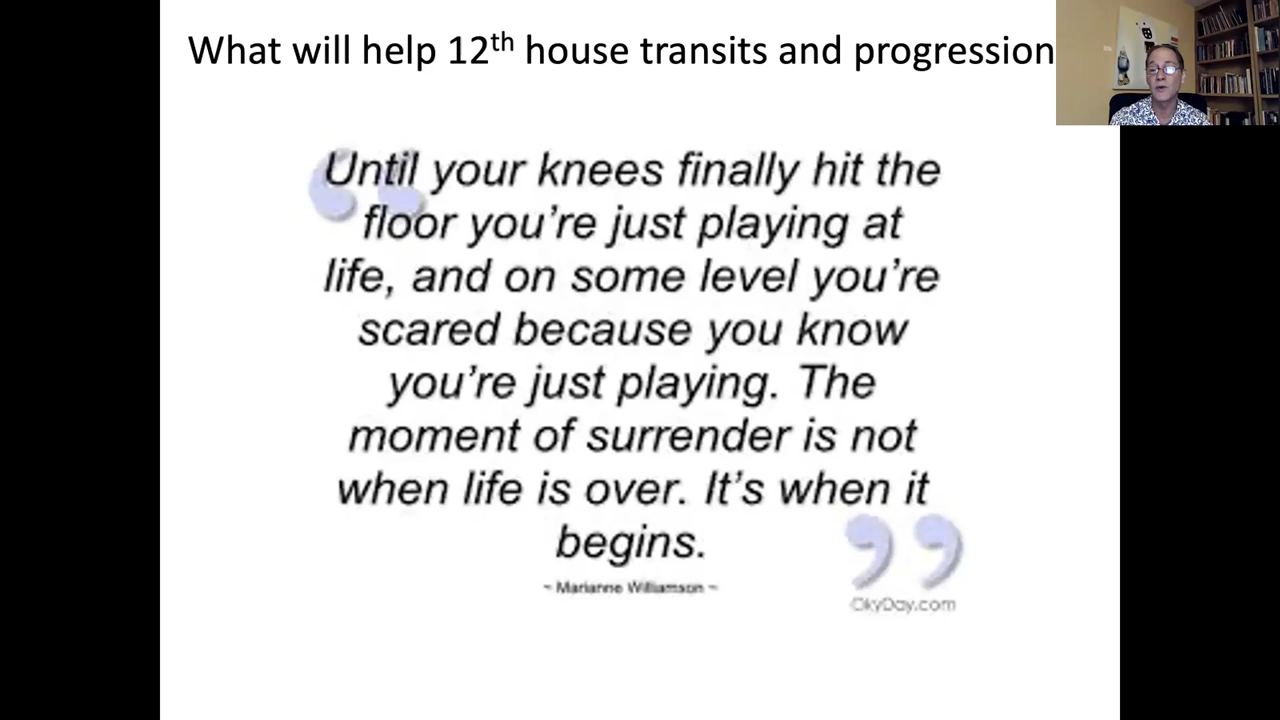 What will help 12th house transits and progression
Until your knees finally hit the
floor you're just playing at
life, and on some level you're
scared because you know
you're just playing. The
moment of surrender is not
when life is over. It's when it
begins.
~ Marianne Williamson ~
OkyDay.com